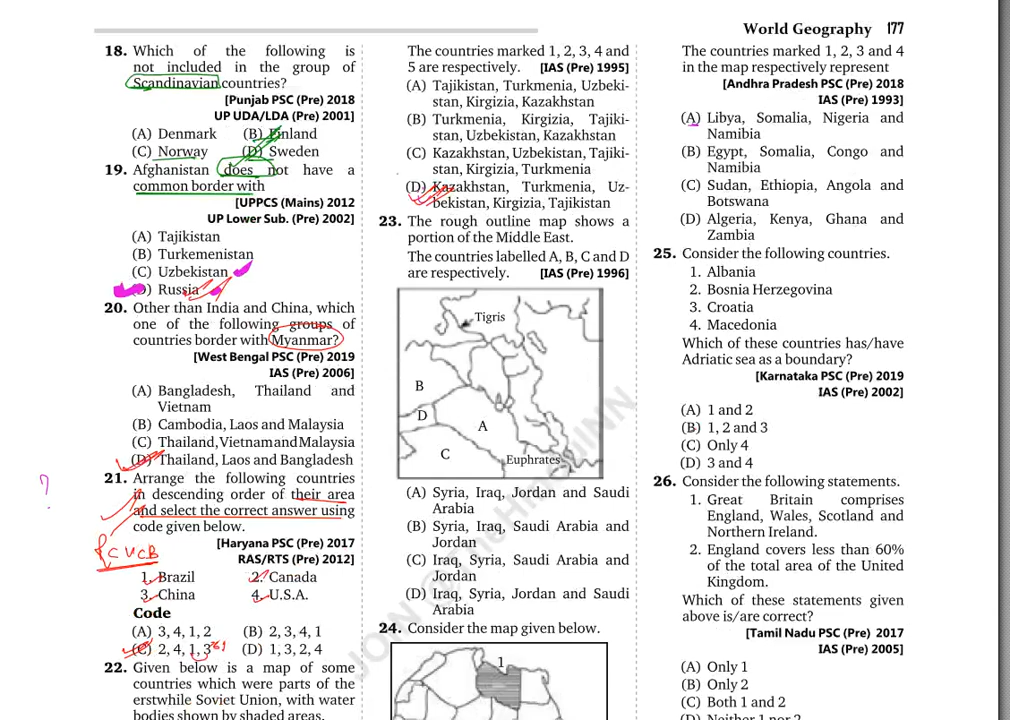 World Geography 177
18. Which of the following is
not included in the group of
Scandinavian countries?
[Punjab PSC (Pre) 2018
UP UDA/LDA (Pre) 2001]
(A) Denmark (B) Finland
(C) Norway (D) Sweden
19. Afghanistan does not have a
common border with
[UPPCS (Mains) 2012
UP Lower Sub. (Pre) 2002]
(A) Tajikistan
(B) Turkemenistan
(C) Uzbekistan
(D) Russia
20. Other than India and China, which
one of the following groups of
countries border with Myanmar?
[West Bengal PSC (Pre) 2019
IAS (Pre) 2006]
(A) Bangladesh, Thailand and
Vietnam
(B) Cambodia, Laos and Malaysia
(C) Thailand, Vietnam and Malaysia
(D) Thailand, Laos and Bangladesh
21. Arrange the following countries
in descending order of their area
and select the correct answer using
code given below.
[Haryana PSC (Pre) 2017
RAS/RTS (Pre) 2012]
RCUCB
1. Brazil 2. Canada
3. China 4. U.S.A.
Code
(A) 3, 4, 1, 2 (B) 2, 3, 4, 1
(C) 2, 4, 1, 3 (D) 1, 3, 2, 4
22. Given below is a map of some
countries which were parts of the
erstwhile Soviet Union, with water
bodies shown by shaded areas.
The countries marked 1, 2, 3, 4 and
5 are respectively. [IAS (Pre) 1995]
(A) Tajikistan, Turkmenia, Uzbeki-
stan, Kirgizia, Kazakhstan
(B) Turkmenia, Kirgizia, Tajiki-
stan, Uzbekistan, Kazakhstan
(C) Kazakhstan, Uzbekistan, Tajiki-
stan, Kirgizia, Turkmenia
(D) Kazakhstan, Turkmenia, Uz-
bekistan, Kirgizia, Tajikistan
23. The rough outline map shows a
portion of the Middle East.
The countries labelled A, B, C and D
are respectively. [IAS (Pre) 1996]
Tigris
B
D
A
C
Euphrates
(A) Syria, Iraq, Jordan and Saudi
Arabia
(B) Syria, Iraq, Saudi Arabia and
Jordan
(C) Iraq, Syria, Saudi Arabia and
Jordan
(D) Iraq, Syria, Jordan and Saudi
Arabia
24. Consider the map given below.
1
The countries marked 1, 2, 3 and 4
in the map respectively represent
[Andhra Pradesh PSC (Pre) 2018
IAS (Pre) 1993]
(A) Libya, Somalia, Nigeria and
Namibia
(B) Egypt, Somalia, Congo and
Namibia
(C) Sudan, Ethiopia, Angola and
Botswana
(D) Algeria, Kenya, Ghana and
Zambia
25. Consider the following countries.
1. Albania
2. Bosnia Herzegovina
3. Croatia
4. Macedonia
Which of these countries has/have
Adriatic sea as a boundary?
[Karnataka PSC (Pre) 2019
IAS (Pre) 2002]
(A) 1 and 2
(B) 1, 2 and 3
(C) Only 4
(D) 3 and 4
26. Consider the following statements.
1. Great Britain comprises
England, Wales, Scotland and
Northern Ireland.
2. England covers less than 60%
of the total area of the United
Kingdom.
Which of these statements given
above is/are correct?
[Tamil Nadu PSC (Pre) 2017
IAS (Pre) 2005]
(A) Only 1
(B) Only 2
(C) Both 1 and 2
(D) Neither 1 nor 2
JOIN @TheHinduINN